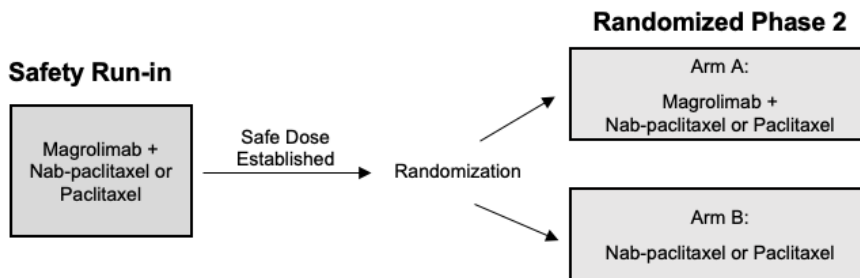 Randomized Phase 2
Safety Run-in
Magrolimab +
Nab-paclitaxel or
Paclitaxel
Safe Dose
Established
Randomization
Arm A:
Magrolimab +
Nab-paclitaxel or Paclitaxel
Arm B:
Nab-paclitaxel or Paclitaxel